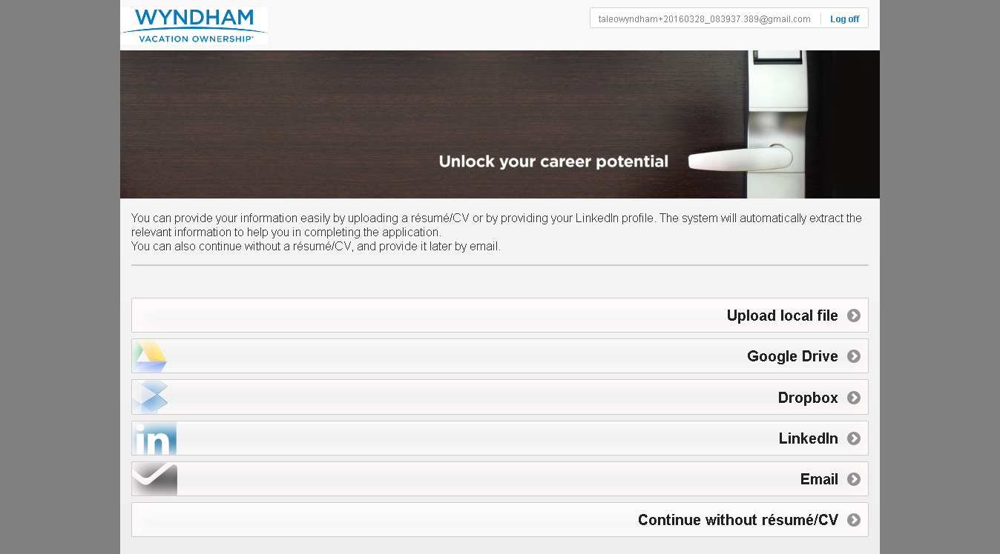 WYNDHAM
VACATION OWNERSHIP®
taleowyndham+20160328_083937.389@gmail.com
Log off
Unlock your career potential
You can provide your information easily by uploading a résumé/CV or by providing your LinkedIn profile. The system will automatically extract the
relevant information to help you in completing the application.
You can also continue without a résumé/CV, and provide it later by email.
Upload local file
Google Drive
Dropbox
in
LinkedIn
Email
Continue without résumé/CV